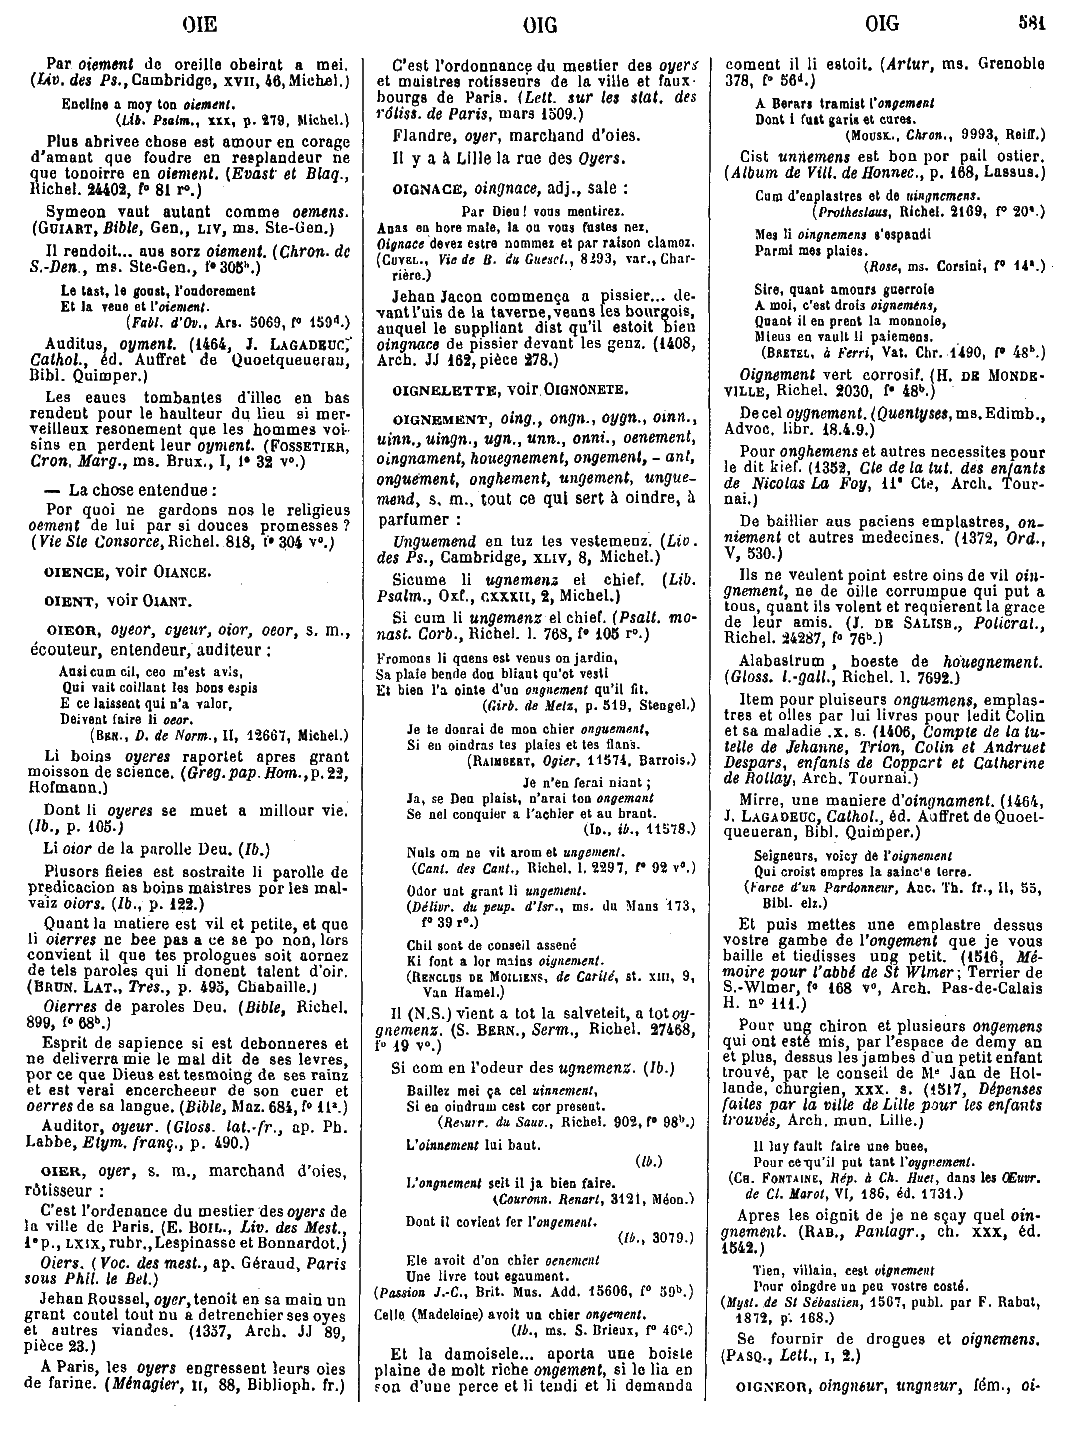 OIE
OIG
OIG
581
Par oiement de oreille obeirat a mei.
(Liv. des Ps., Cambridge, XVII, 46, Michel.)
Encline a moy ton oiement.
(Lib. Psalm., XXX, p. 279, Michel.)
Plus abrivee chose est amour en corage
d'amant que foudre en resplandeur ne
que tonoirre en oiement. (Evast et Blaq.,
Richel. 24402, f° 81 r°.)
Symeon vaut autant comme oemens.
(GUIART, Bible, Gen., LIV, ms. Ste-Gen.)
Il rendoit... aus sorz oiement. (Chron. de
S.-Den., ms. Ste-Gen., f° 305ᵇ.)
Le tast, le goust, l'oudorement
Et la veue et l'oiement.
(Fabl. d'Ov., Ars. 5069, f° 159ᵈ.)
Auditus, oyment. (1464, J. LAGADEUC,
Cathol., éd. Auffret de Quoetqueuerau,
Bibl. Quimper.)
Les eaucs tombantes d'illec en bas
rendent pour le haulteur du lieu si mer-
veilleux resonement que les hommes voi-
sins en perdent leur oyment. (FOSSETIER,
Cron. Marg., ms. Brux., I, f° 32 v°.)
— La chose entendue :
Por quoi ne gardons nos le religieus
oement de lui par si douces promesses ?
(Vie Ste Consorce, Richel. 818, f° 304 v°.)
OIENCE, voir OIANCE.
OIENT, voir OIANT.
OIEOR, oyeor, oyeur, oior, oeor, s. m.,
écouteur, entendeur, auditeur :
Ausi cum cil, ceo m'est avis,
Qui vait coillant les bons espis
E ce laissent qui n'a valor,
Deivent faire li oeor.
(BEN., D. de Norm., II, 12667, Michel.)
Li boins oyeres raportet apres grant
moisson de science. (Greg. pap. Hom., p. 22,
Hofmann.)
Dont li oyeres se muet a millour vie.
(Ib., p. 105.)
Li oior de la parolle Deu. (Ib.)
Plusors fieies est sostraite li parolle de
predicacion as boins maistres por les mal-
vaiz oiors. (Ib., p. 122.)
Quant la matiere est vil et petite, et que
li oierres ne bee pas a ce se po non, lors
convient il que tes prologues soit aornez
de tels paroles qui li donent talent d'oir.
(BRUN. LAT., Tres., p. 495, Chabaille.)
Oierres de paroles Deu. (Bible, Richel.
899, f° 68ᵇ.)
Esprit de sapience si est debonneres et
ne deliverra mie le mal dit de ses levres,
por ce que Dieus est tesmoing de ses rainz
et est verai encercheeur de son cuer et
oerres de sa langue. (Bible, Maz. 684, f° 11ᵃ.)
Auditor, oyeur. (Gloss. lat.-fr., ap. Ph.
Labbe, Etym. franç., p. 490.)
OIER, oyer, s. m., marchand d'oies,
rôtisseur :
C'est l'ordenance du mestier des oyers de
la ville de Paris. (E. BOIL., Liv. des Mest.,
1ᵉ p., LXIX, rubr., Lespinasse et Bonnardot.)
Oiers. (Voc. des mest., ap. Géraud, Paris
sous Phil. le Bel.)
Jehan Roussel, oyer, tenoit en sa main un
grant coutel tout nu a detrenchier ses oyes
et autres viandes. (1357, Arch. JJ 89,
pièce 23.)
A Paris, les oyers engressent leurs oies
de farine. (Ménagier, II, 88, Biblioph. fr.)
C'est l'ordonnance du mestier des oyers
et maistres rotisseurs de la ville et faux-
bourgs de Paris. (Lett. sur les stat. des
rôtiss. de Paris, mars 1509.)
Flandre, oyer, marchand d'oies.
Il y a à Lille la rue des Oyers.
OIGNACE, oingnace, adj., sale :
Par Dieu ! vous mentirez.
Anas en hore male, la ou vous fustes nez,
Oignace devez estre nommez et par raison clamez.
(CUVEL., Vie de B. du Guescl., 8293, var., Char-
rière.)
Jehan Jacon commença a pissier... de-
vant l'uis de la taverne, veans les bourgois,
auquel le suppliant dist qu'il estoit bien
oingnace de pissier devant les genz. (1408,
Arch. JJ 162, pièce 278.)
OIGNELETTE, voir OIGNONETE.
OIGNEMENT, oing., ongn., oygn., oinn.,
uinn., uingn., ugn., unn., onni., oenement,
oingnament, houegnement, ongement, - ant,
onguement, onghement, ungement, ungue-
mend, s. m., tout ce qui sert à oindre, à
parfumer :
Unguemend en tuz tes vestemenz. (Liv.
des Ps., Cambridge, XLIV, 8, Michel.)
Sicume li ugnemenz el chief. (Lib.
Psalm., Oxf., CXXXII, 2, Michel.)
Si cum li ungemenz el chief. (Psalt. mo-
nast. Corb., Richel. l. 768, f° 105 r°.)
Fromons li quens est venus on jardin,
Sa plaie bende dou bliant qu'ot vesti
Et bien l'a ointe d'un ongnement qu'il fit.
(Girb. de Metz, p. 519, Stengel.)
Je te donrai de mon chier onguement,
Si en oindras tes plaies et tes flans.
(RAIMBERT, Ogier, 11574, Barrois.)
Je n'en ferai niant ;
Ja, se Deu plaist, n'arai ton ongemant
Se nel conquier a l'achier et au brant.
(ID., ib., 11578.)
Nuls om ne vit arom et ungement.
(Cant. des Cant., Richel. l. 2297, f° 92 v°.)
Odor unt grant li ungement.
(Délivr. du peup. d'Isr., ms. du Mans 173,
f° 39 r°.)
Chil sont de conseil assené
Ki font a lor mains oignement.
(RENCLUS DE MOILIENS, de Carité, st. XIII, 9,
Van Hamel.)
Il (N.S.) vient a tot la salveteit, a tot oy-
gnemenz. (S. BERN., Serm., Richel. 27468,
f° 19 v°.)
Si com en l'odeur des ugnemenz. (Ib.)
Baillez mei ça cel uinnement,
Si en oindrum cest cor present.
(Resurr. du Sauv., Richel. 902, f° 98ᵇ.)
L'oinnement lui baut.
(Ib.)
L'ongnement seit il ja bien faire.
(Couronn. Renart, 3121, Méon.)
Dont il covient fer l'ongement.
(Ib., 3079.)
Ele avoit d'on chier oenement
Une livre tout egaument.
(Passion J.-C., Brit. Mus. Add. 15606, f° 59ᵇ.)
Celle (Madeleine) avoit un chier ongement.
(Ib., ms. S. Brieux, f° 46ᶜ.)
Et la damoisele... aporta une boiste
plaine de molt riche ongement, si le lia en
son d'une perce et li tendi et li demanda
coment il li estoit. (Artur, ms. Grenoble
378, f° 56ᵈ.)
A Berars tramist l'ongement
Dont i fust garis et cures.
(MOUSK., Chron., 9993, Reiff.)
Cist unnemens est bon por pail ostier.
(Album de Vill. de Honnec., p. 168, Lassus.)
Cum d'enplastres et de uingnemens.
(Protheslaus, Richel. 2169, f° 20ᵃ.)
Mes li oingnemens s'espandi
Parmi mes plaies.
(Rose, ms. Corsini, f° 14ᵃ.)
Sire, quant amours guerroie
A moi, c'est drois oignemens,
Quant il en prent la monnoie,
Mieus en vault li paiemens.
(BRETEL, à Ferri, Vat. Chr. 1490, f° 48ᵇ.)
Oignement vert corrosif. (H. DE MONDE-
VILLE, Richel. 2030, f° 48ᵇ.)
De cel oygnement. (Quentyses, ms. Edimb.,
Advoc. libr. 18.4.9.)
Pour onghemens et autres necessites pour
le dit kief. (1352, Cte de la tut. des enfants
de Nicolas La Foy, 11ᵉ Cte, Arch. Tour-
nai.)
De baillier aus paciens emplastres, on-
niement et autres medecines. (1372, Ord.,
V, 530.)
Ils ne veulent point estre oins de vil oin-
gnement, ne de oille corrumpue qui put a
tous, quant ils volent et requierent la grace
de leur amis. (J. DE SALISB., Policrat.,
Richel. 24287, f° 76ᵇ.)
Alabastrum, boeste de houegnement.
(Gloss. l.-gall., Richel. l. 7692.)
Item pour pluiseurs onguemens, emplas-
tres et olles par lui livres pour ledit Colin
et sa maladie .x. s. (1406, Compte de la tu-
telle de Jehanne, Trion, Colin et Andruet
Despars, enfants de Coppart et Catherine
de Rollay, Arch. Tournai.)
Mirre, une maniere d'oingnament. (1464,
J. LAGADEUC, Cathol., éd. Auffret de Quoet-
queueran, Bibl. Quimper.)
Seigneurs, voicy de l'oignement
Qui croist empres la saincte terre.
(Farce d'un Pardonneur, Anc. Th. fr., II, 55,
Bibl. elz.)
Et puis mettes une emplastre dessus
vostre gambe de l'ongement que je vous
baille et tiedisses ung petit. (1516, Mé-
moire pour l'abbé de St Wlmer ; Terrier de
S.-Wlmer, f° 168 v°, Arch. Pas-de-Calais
H. n° 111.)
Pour ung chiron et plusieurs ongemens
qui ont esté mis, par l'espace de demy an
et plus, dessus les jambes d'un petit enfant
trouvé, par le conseil de Mᵉ Jan de Hol-
lande, churgien, XXX. s. (1517, Dépenses
faites par la ville de Lille pour les enfants
trouvés, Arch. mun. Lille.)
Il luy fault faire une buee,
Pour ce qu'il put tant l'oygnement.
(CH. FONTAINE, Rép. à Ch. Huet, dans les Œuvr.
de Cl. Marot, VI, 186, éd. 1731.)
Apres les oignit de je ne sçay quel oin-
gnement. (RAB., Pantagr., ch. XXX, éd.
1542.)
Tien, villain, cest oignement
Pour oingdre un peu vostre costé.
(Myst. de St Sébastien, 1567, publ. par F. Rabut,
1872, p. 168.)
Se fournir de drogues et oignemens.
(PASQ., Lett., I, 2.)
OIGNEOR, oingneur, ungneur, fém., oi-